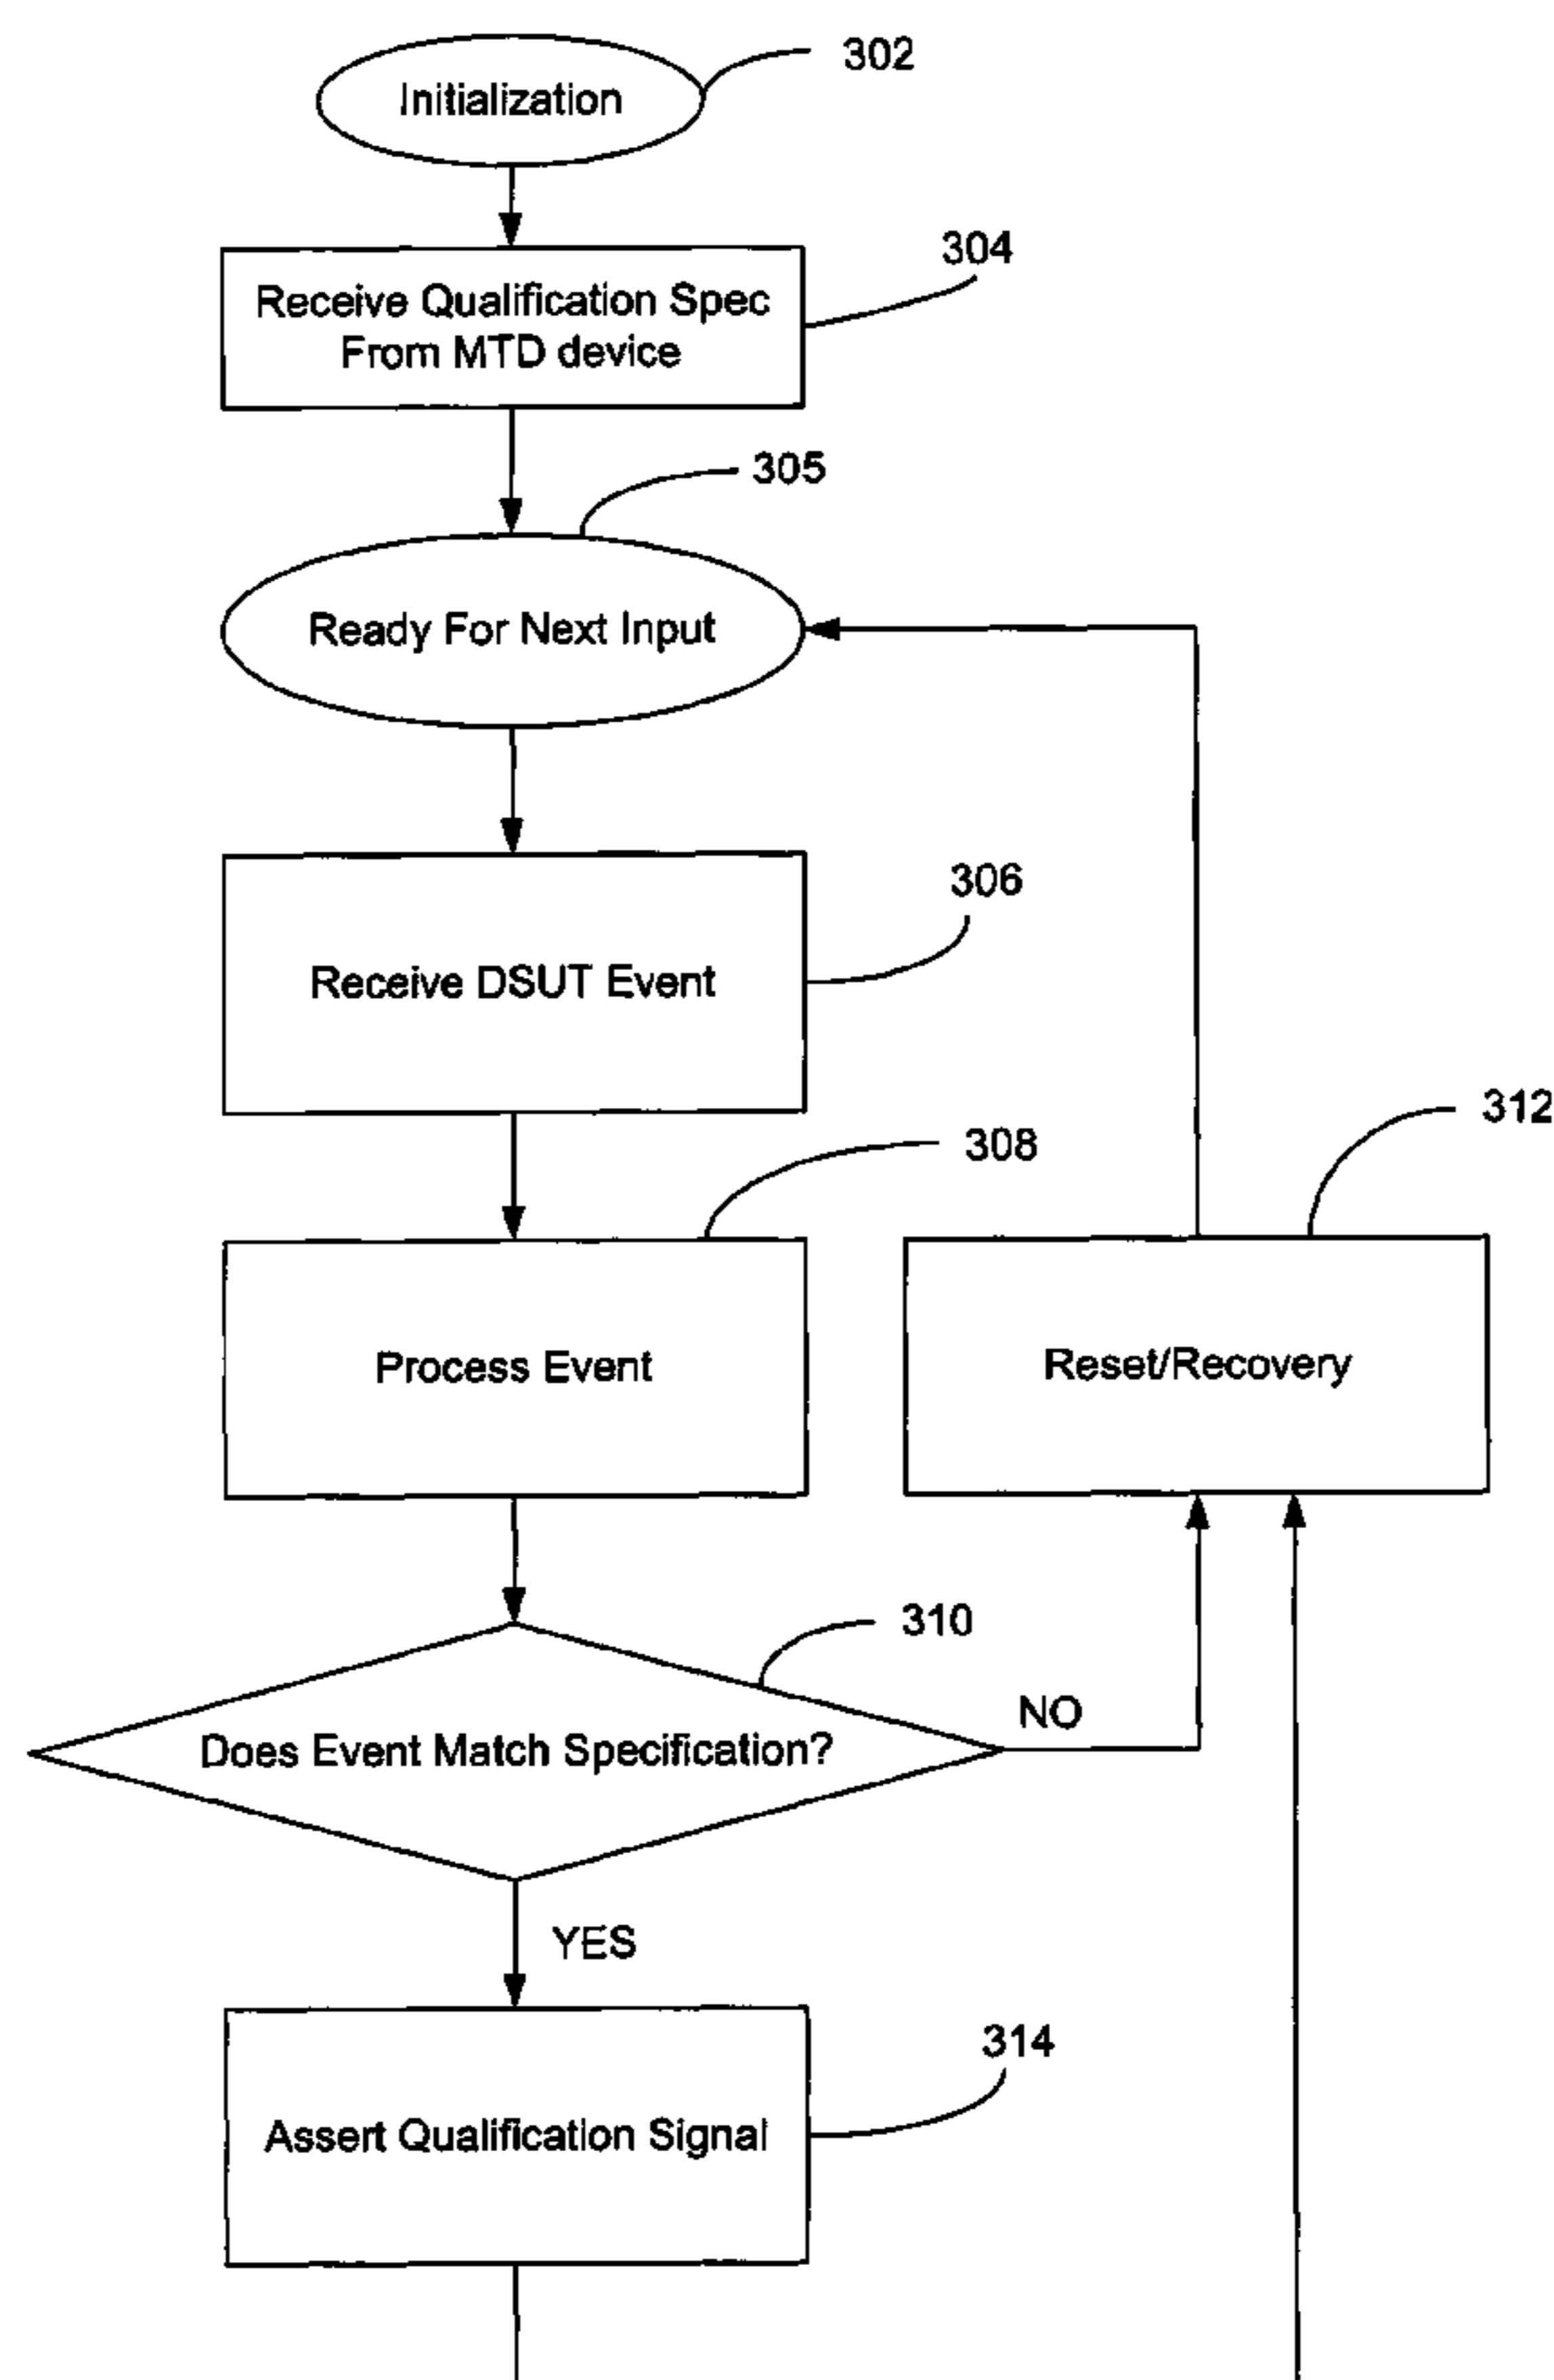 Initialization
302
304
Receive Qualification Spec
From MTD device
305
Ready For Next Input
306
Receive DSUT Event
312
308
Process Event
Reset/Recovery
310
NO
Does Event Match Specification?
YES
314
Assert Qualification Signal